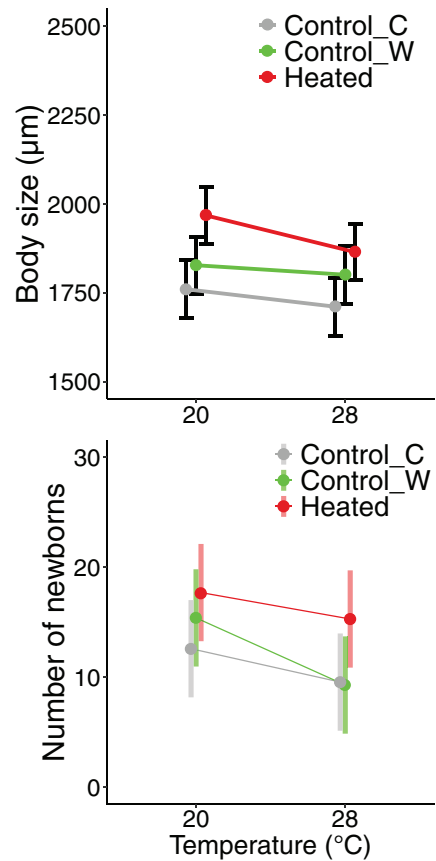 2500
2250
2000
1750
1500
Body size (µm)
Control_C
Control_W
Heated
20
28
30
20
10
0
Number of newborns
Control_C
Control_W
Heated
20
28
Temperature (°C)